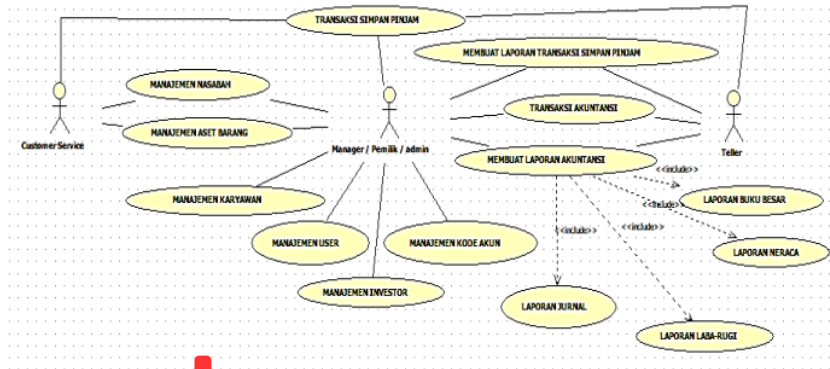 TRANSAKSI SIMPAN PINJAM
MEMBUAT LAPORAN TRANSAKSI SIMPAN PINJAM
MANAJEMEN NASABAH
TRANSAKSI AKUNTANSI
MANAJEMEN ASET BARANG
Customer Service
Manager / Pemilik / admin
Teller
MEMBUAT LAPORAN AKUNTANSI
<<include>>
MANAJEMEN KARYAWAN
LAPORAN BUKU BESAR
<<include>>
<<include>>
<<include>>
MANAJEMEN USER
MANAJEMEN KODE AKUN
LAPORAN NERACA
MANAJEMEN INVESTOR
LAPORAN JURNAL
LAPORAN LABA-RUGI